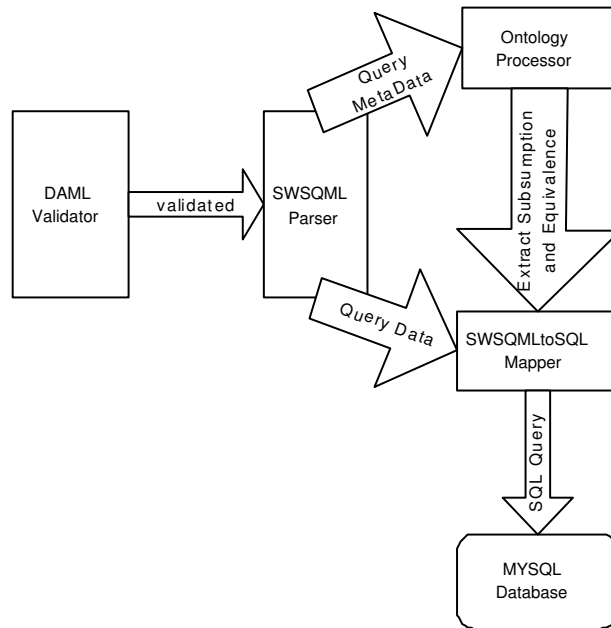 Ontology
Processor
Query
MetaData
DAML
Validator
validated
SWSQML
Parser
Extract Subsumption
and Equivalence
Query Data
SWSQMLtoSQL
Mapper
SQL Query
MYSQL
Database